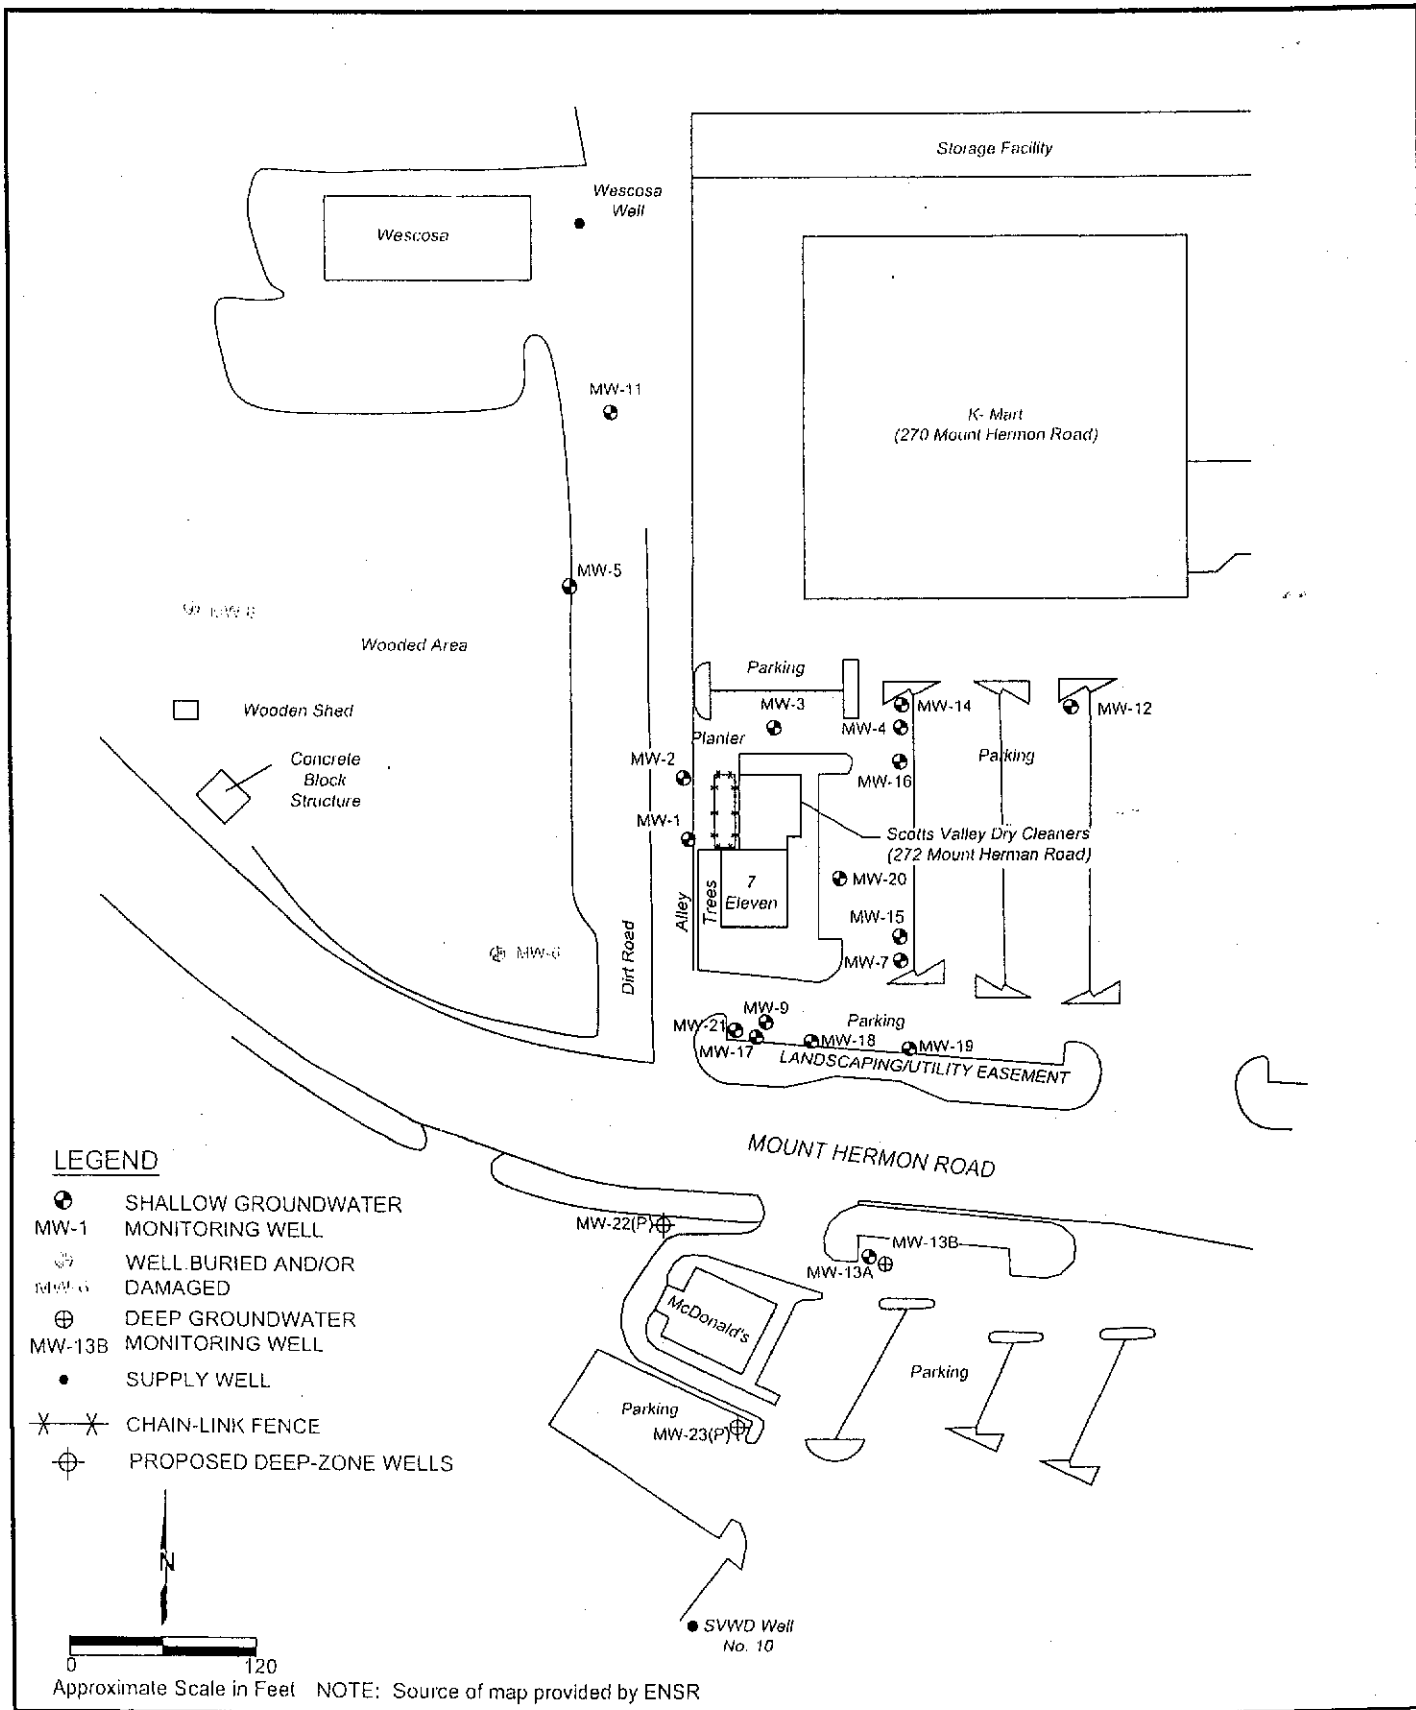 Storage Facility
Wescosa
Well
Wescosa
MW-11
K- Mart
(270 Mount Hermon Road)
MW-5
MW-8
Wooded Area
Parking
Wooden Shed
MW-3
MW-14
MW-12
MW-4
Planter
Parking
Concrete
Block
Structure
MW-2
MW-16
MW-1
Scotts Valley Dry Cleaners
(272 Mount Herman Road)
7
Eleven
MW-20
Trees
Alley
MW-15
Dirt Road
MW-6
MW-7
MW-9
Parking
MW-21
MW-17
MW-18
MW-19
LANDSCAPING/UTILITY EASEMENT
MOUNT HERMON ROAD
LEGEND
SHALLOW GROUNDWATER
MW-1 MONITORING WELL
WELL BURIED AND/OR
MW-6 DAMAGED
DEEP GROUNDWATER
MW-13B MONITORING WELL
SUPPLY WELL
CHAIN-LINK FENCE
PROPOSED DEEP-ZONE WELLS
MW-22(P)
MW-13B
MW-13A
McDonald's
Parking
Parking
MW-23(P)
N
SVWD Well
No. 10
0 120
Approximate Scale in Feet NOTE: Source of map provided by ENSR